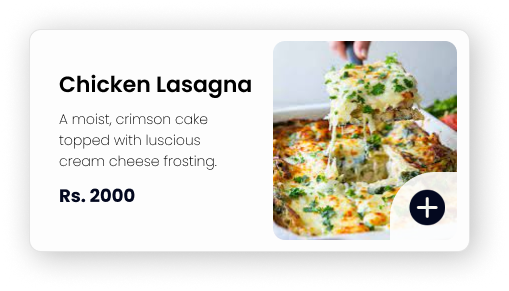 Chicken Lasagna
A moist, crimson cake
topped with luscious
cream cheese frosting.
Rs. 2000